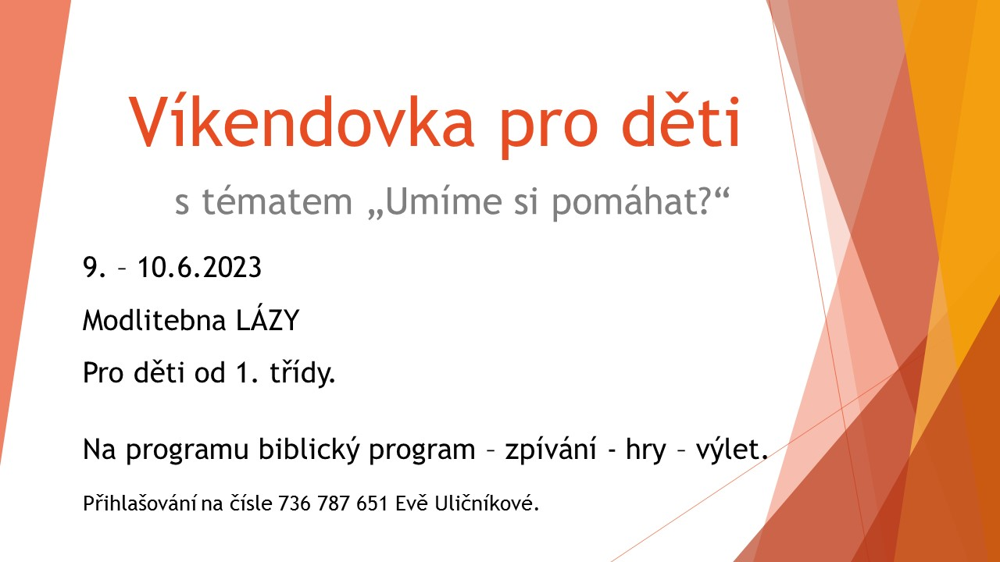 Víkendovka pro děti
s tématem „Umíme si pomáhat?“
9. – 10.6.2023
Modlitebna LÁZY
Pro děti od 1. třídy.
Na programu biblický program – zpívání - hry – výlet.
Přihlašování na čísle 736 787 651 Evě Uličníkové.